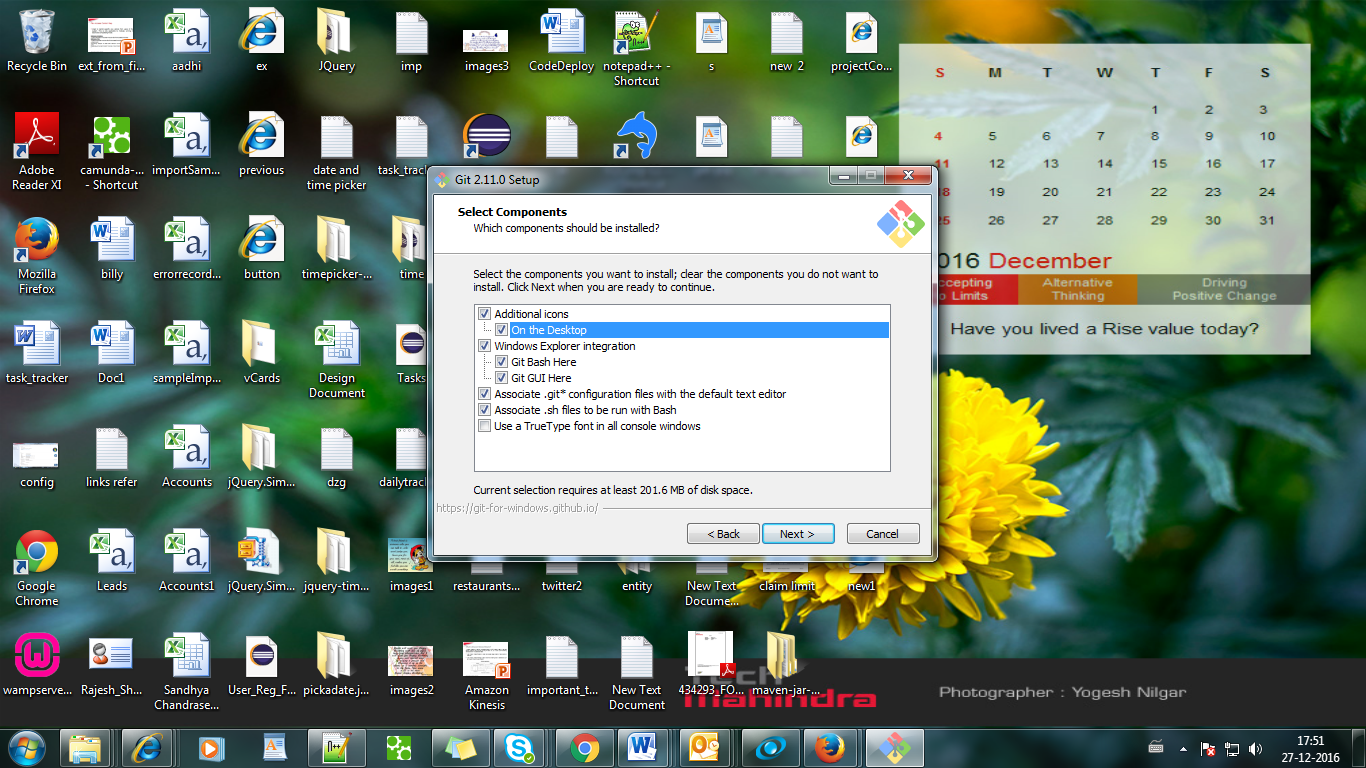 Recycle Bin
ext_from_fi...
aadhi
ex
JQuery
imp
images3
CodeDeploy
notepad++ -
Shortcut
s
new 2
projectCo...
Adobe
Reader XI
camunda-...
- Shortcut
importSam...
previous
date and
time picker
task_trac
Mozilla
Firefox
billy
errorrecord...
button
timepicker-...
time
task_tracker
Doc1
sampleImp...
vCards
Design
Document
Tasks
config
links refer
Accounts
jQuery.Sim...
dzg
dailytrac
Google
Chrome
Leads
Accounts1
jQuery.Sim...
jquery-tim...
images1
restaurants...
twitter2
entity
New Text
Docume...
claim limit
new1
wampserve...
Rajesh_Sh...
Sandhya
Chandrase...
User_Reg_F...
pickadate.j...
images2
Amazon
Kinesis
important_t...
New Text
Document
434293_FO...
maven-jar-...
Git 2.11.0 Setup
Select Components
Which components should be installed?
Select the components you want to install; clear the components you do not want to
install. Click Next when you are ready to continue.
Additional icons
On the Desktop
Windows Explorer integration
Git Bash Here
Git GUI Here
Associate .git* configuration files with the default text editor
Associate .sh files to be run with Bash
Use a TrueType font in all console windows
Current selection requires at least 201.6 MB of disk space.
https://git-for-windows.github.io/
< Back
Next >
Cancel
S M T W T F S
1 2 3
4 5 6 7 8 9 10
11 12 13 14 15 16 17
18 19 20 21 22 23 24
25 26 27 28 29 30 31
016 December
ccepting
o Limits
Alternative
Thinking
Driving
Positive Change
Have you lived a Rise value today?
Tech
Mahindra
Photographer : Yogesh Nilgar
17:51
27-12-2016